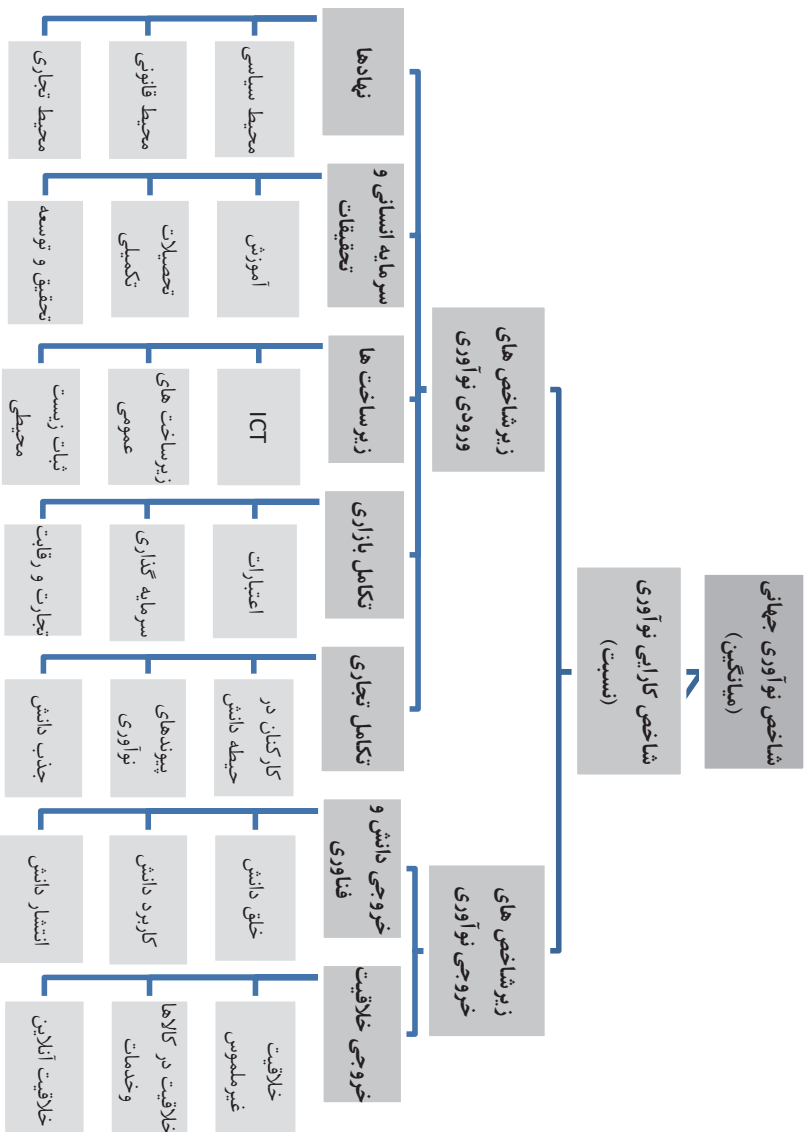 شاخص نوآوری جهانی
(میانگین)
شاخص کارایی نوآوری
(نسبت)
زیرشاخص های
ورودی نوآوری
زیرشاخص های
خروجی نوآوری
نهادها
محیط سیاسی
محیط قانونی
محیط تجاری
سرمایه انسانی و
تحقیقات
آموزش
تحصیلات
تکمیلی
تحقیق و توسعه
زیرساخت ها
ICT
زیرساخت های
عمومی
ثبات زیست
محیطی
تکامل بازاری
اعتبارات
سرمایه گذاری
تجارت و رقابت
تکامل تجاری
کارکنان در
حیطه دانش
پیوندهای
نوآوری
جذب دانش
خروجی دانش و
فناوری
خلق دانش
کاربرد دانش
انتشار دانش
خروجی خلاقیت
خلاقیت
غیرملموس
خلاقیت در کالاها
وخدمات
خلاقیت آنلاین